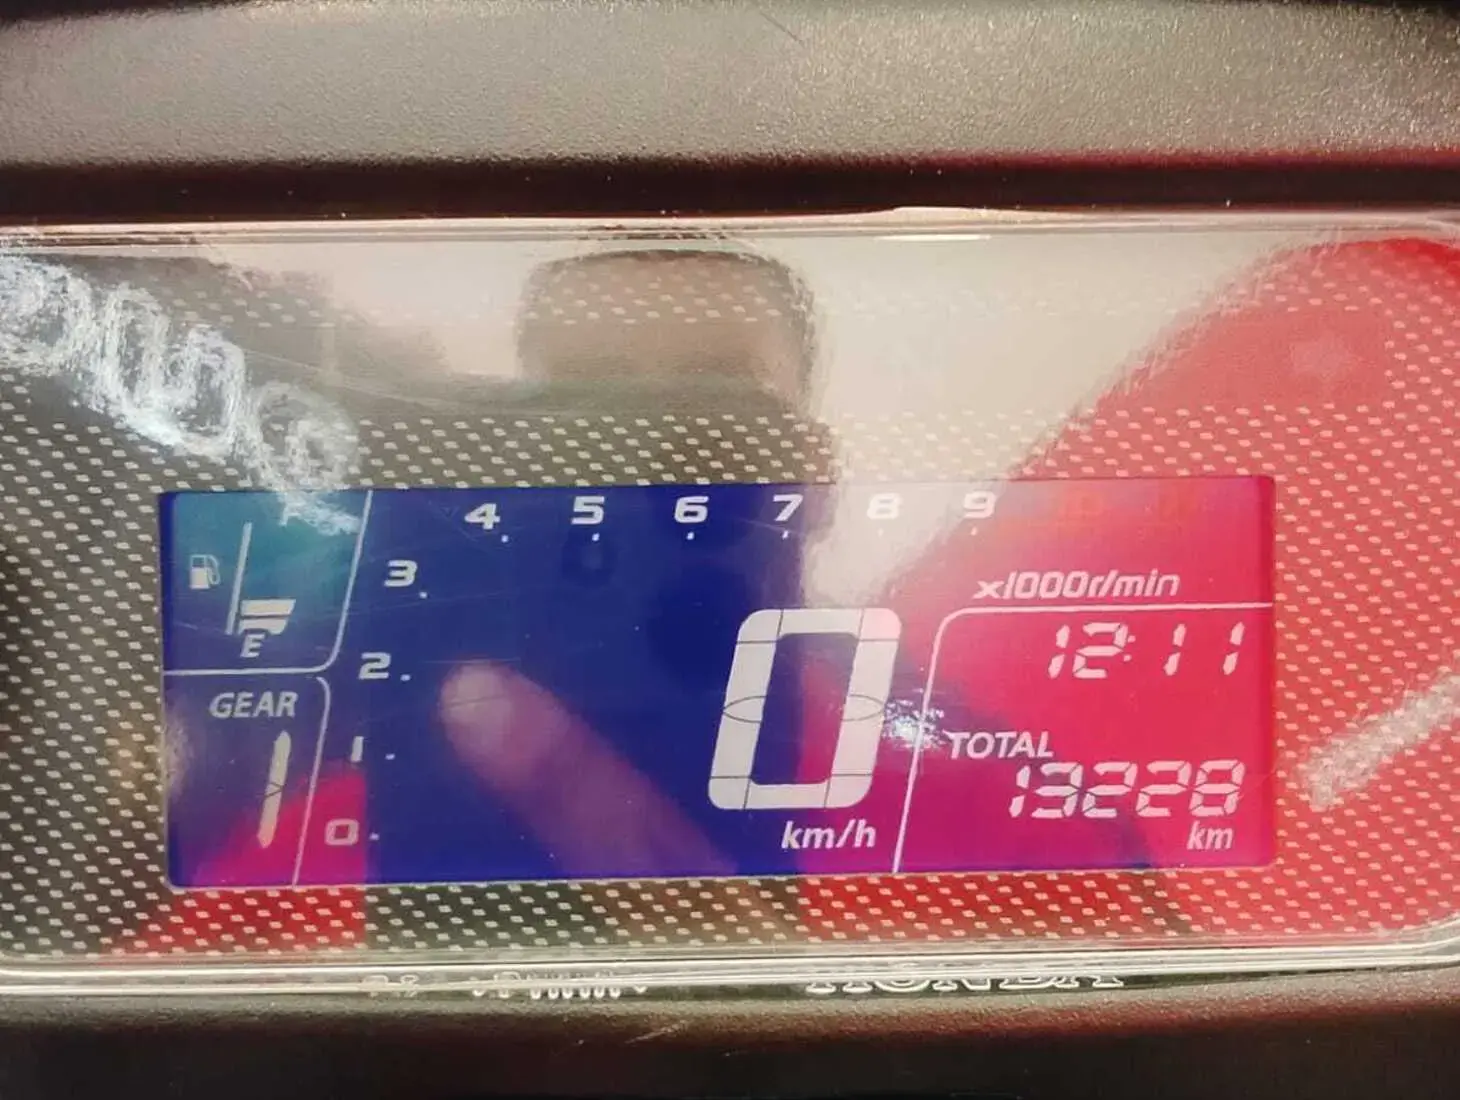 4 5 6 7 8 9
3
x1000r/min
E
12:11
2
GEAR
1
TOTAL
1
13228
0
0
km/h
km
HONDA